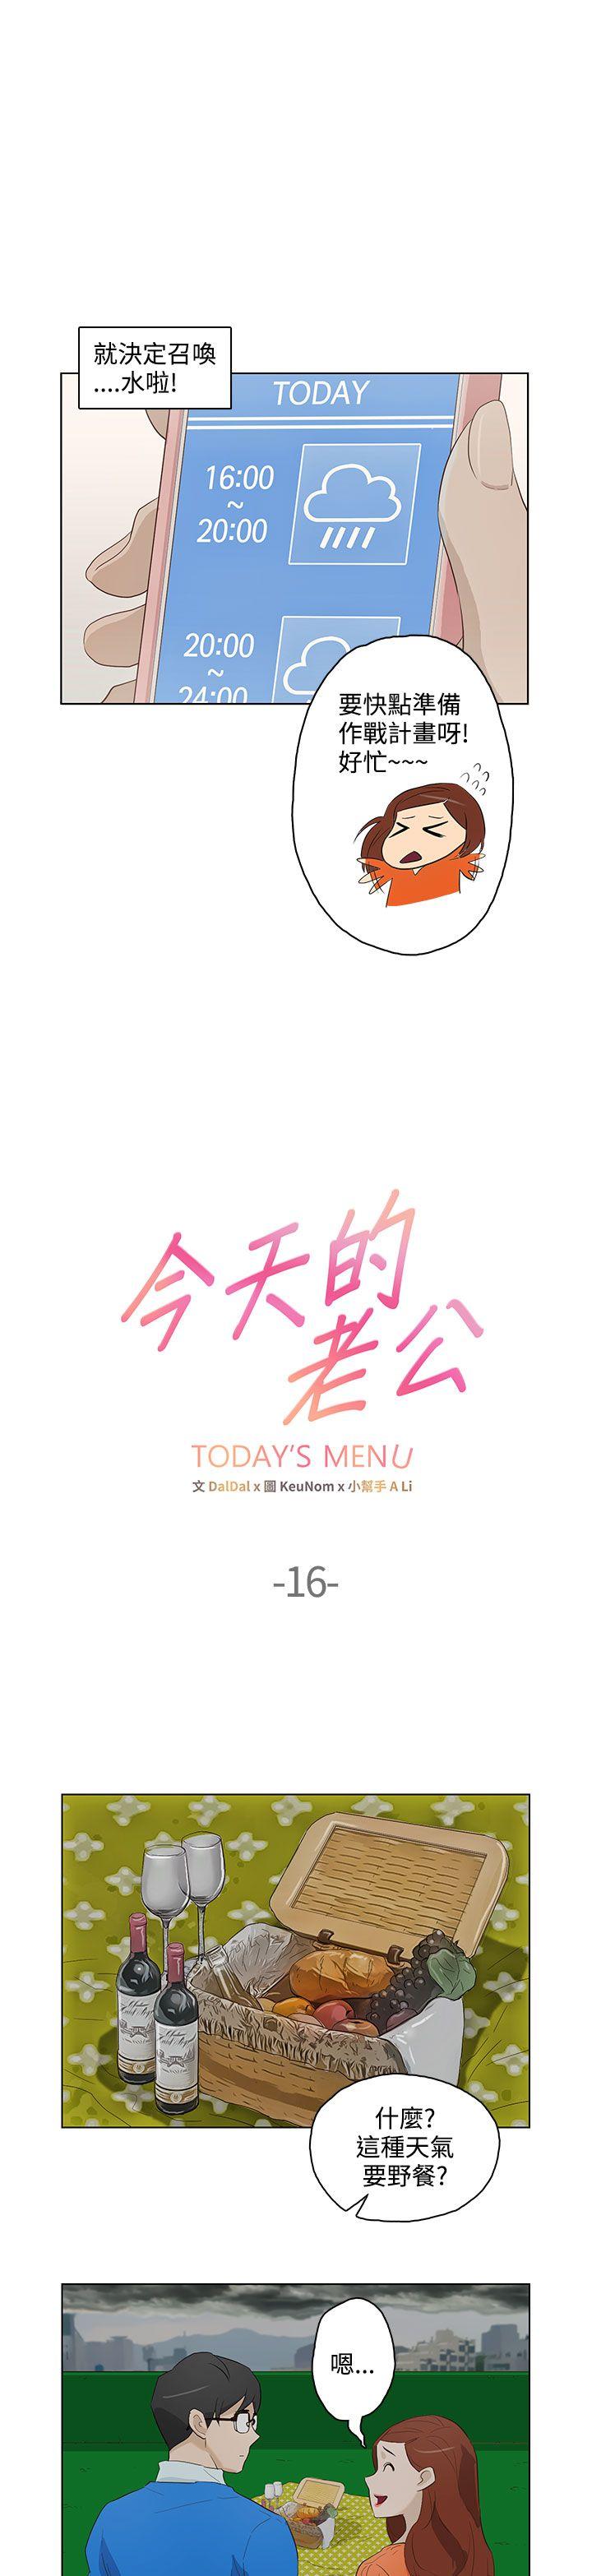 就決定召喚
....水啦!
TODAY
16:00
~
20:00
20:00
~
24:00
要快點準備
作戰計畫呀!
好忙~~~
今天的
老公
TODAY'S MENU
文 DalDal x 圖 KeuNom x 小幫手 A Li
-16-
什麼?
這種天氣
要野餐?
嗯...